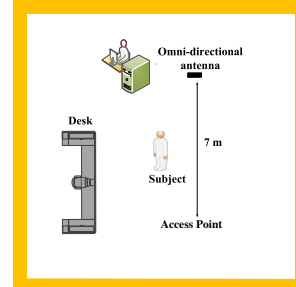 Omni-directional
antenna
Desk
7 m
Subject
Access Point